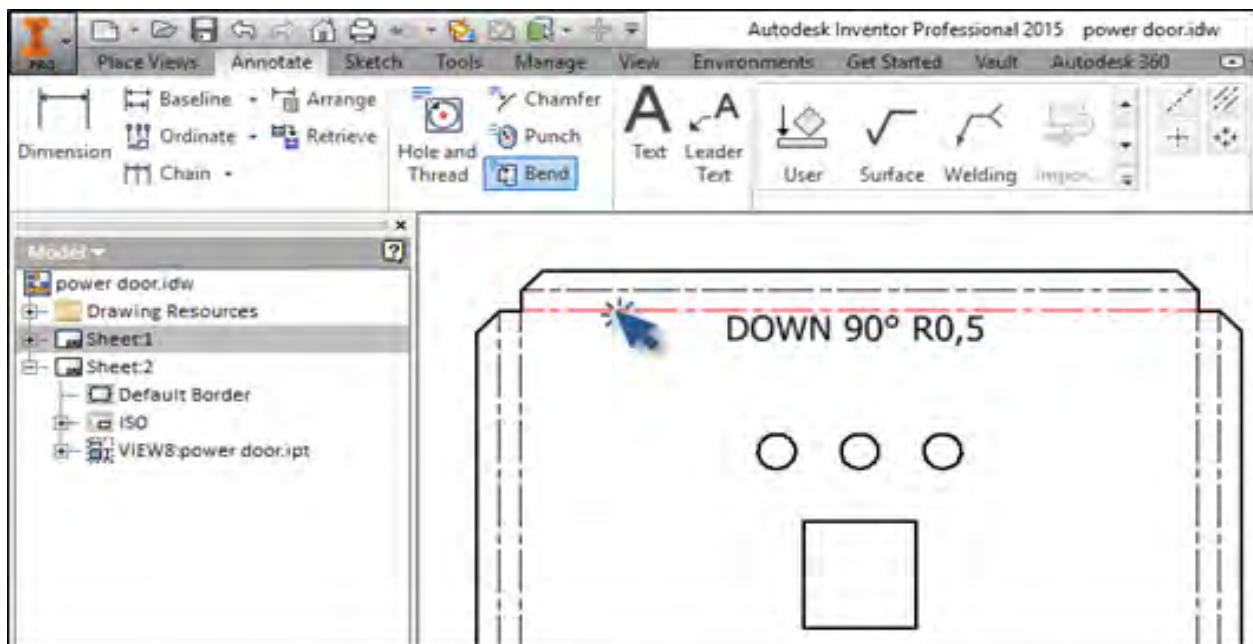 Autodesk Inventor Professional 2015 power door.idw
PRO Place Views Annotate Sketch Tools Manage View Environments Get Started Vault Autodesk 360
Dimension
Baseline
Arrange
Ordinate
Retrieve
Chain
Hole and
Thread
Chamfer
Punch
Bend
Text
Leader
Text
User
Surface
Welding
Impor...
Model
power door.idw
Drawing Resources
Sheet:1
Sheet:2
Default Border
ISO
VIEW8:power door.ipt
DOWN 90° R0,5